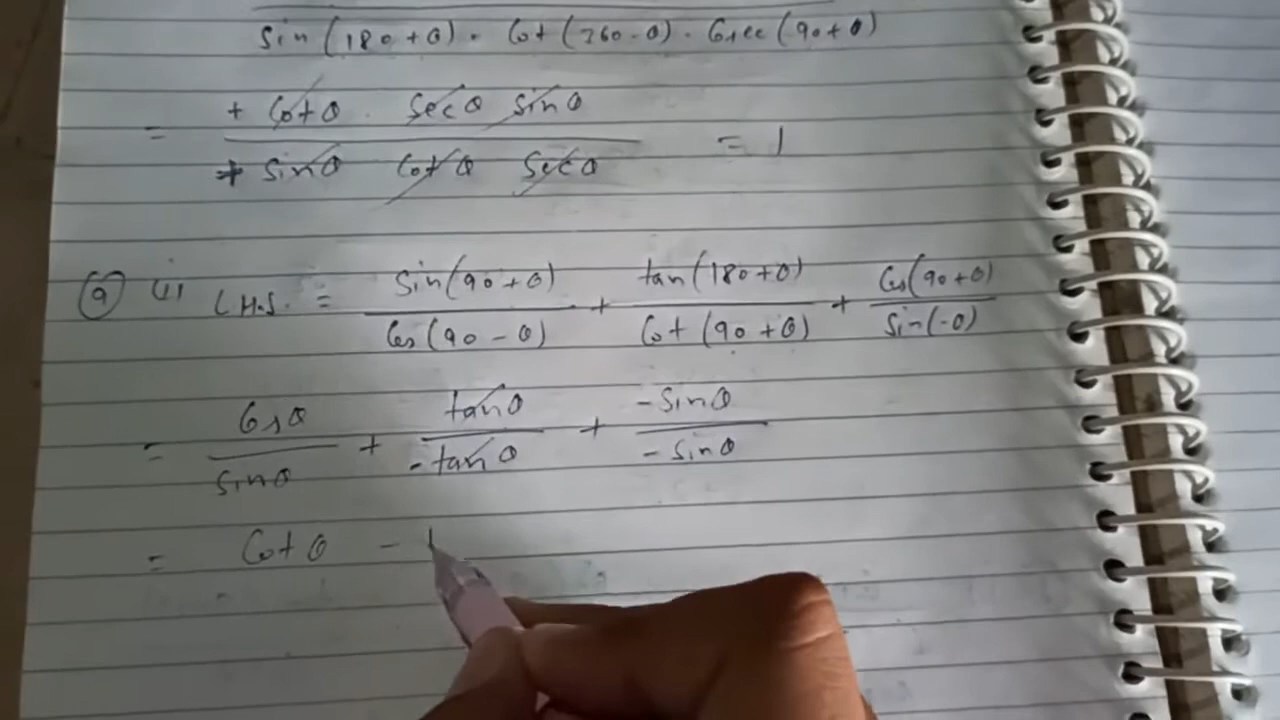 sin (180+θ) . Cot (360-θ) . Cosec (90+θ)
= + Cot θ . Sec θ sin θ / + sin θ Cot θ Sec θ = 1
(9) (1) L.H.S. = sin(90+θ) / Cos(90-θ) + tan(180+θ) / Cot(90+θ) + Cos(90+θ) / sin(-θ)
= Cos θ / sin θ + tan θ / -tan θ + -sin θ / -sin θ
= Cot θ - 1